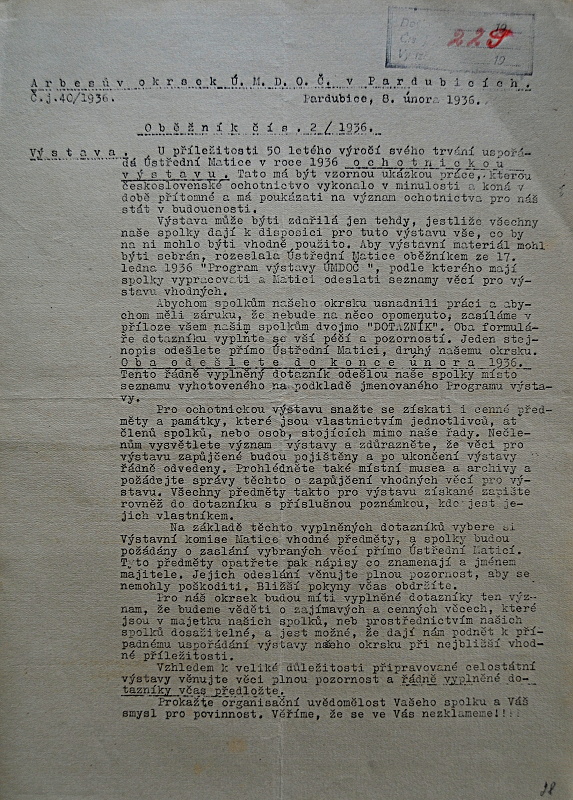 19
229
19
Arbesův okrsek Ú.M.D.O.Č. v Pardubicích.
Č.j.40/1936. Pardubice, 8. února 1936.
Oběžník čís. 2/1936.
Výstava. U příležitosti 50 letého výročí svého trvání uspořá-
dá Ústřední Matice v roce 1936 ochotnickou
výstavu. Tato má být vzornou ukázkou práce, kterou
československé ochotnictvo vykonalo v minulosti a koná v
době přítomné a má poukázati na význam ochotnictva pro náš
stát v budoucnosti.
Výstava může býti zdařilá jen tehdy, jestliže všechny
naše spolky dají k disposici pro tuto výstavu vše, co by
na ni mohlo býti vhodně použito. Aby výstavní materiál mohl
býti sebrán, rozeslala Ústřední Matice oběžníkem ze 17.
ledna 1936 "Program výstavy ÚMDOC ", podle kterého mají
spolky vypracovati a Matici odeslati seznamy věcí pro vý-
stavu vhodných.
Abychom spolkům našeho okrsku usnadnili práci a aby-
chom měli záruku, že nebude na něco opomenuto, zasíláme v
příloze všem našim spolkům dvojmo "DOTAZNÍK". Oba formulá-
ře dotazníku vyplňte se vší péčí a pozorností. Jeden stej-
nopis odešlete přímo Ústřední Matici, druhý našemu okrsku.
Oba odešlete do konce února 1936.
Tento řádně vyplněný dotazník odešlou naše spolky místo
seznamu vyhotoveného na podkladě jmenovaného Programu výsta-
vy.
Pro ochotnickou výstavu snažte se získati i cenné před-
měty a památky, které jsou vlastnictvím jednotlivců, ať
členů spolků, nebo osob, stojících mimo naše řady. Nečle-
nům vysvětlete význam výstavy a zdůrazněte, že věci pro
výstavu zapůjčené budou pojištěny a po ukončení výstavy
řádně odvedeny. Prohlédněte také místní musea a archivy a
požádejte správy těchto o zapůjčení vhodných věcí pro vý-
stavu. Všechny předměty takto pro výstavu získané zapište
rovněž do dotazníku s příslušnou poznámkou, kdo jest je-
jich vlastníkem.
Na základě těchto vyplněných dotazníků vybere si
Výstavní komise Matice vhodné předměty, a spolky budou
požádány o zaslání vybraných věcí přímo Ústřední Maticí.
Tyto předměty opatřete pak nápisy co znamenají a jménem
majitele. Jejich odeslání věnujte plnou pozornost, aby se
nemohly poškoditi. Bližší pokyny včas obdržíte.
Pro náš okrsek budou míti vyplněné dotazníky ten výz-
nam, že budeme věděti o zajímavých a cenných věcech, které
jsou v majetku našich spolků, neb prostřednictvím našich
spolků dosažitelné, a jest možné, že dají nám podnět k pří-
padnému uspořádání výstavy našeho okrsku při nejbližší vhod-
né příležitosti.
Vzhledem k veliké důležitosti připravované celostátní
výstavy věnujte věci plnou pozornost a řádně vyplněné do-
tazníky včas předložte.
Prokažte organisační uvědomělost Vašeho spolku a Váš
smysl pro povinnost. Věříme, že se ve Vás nezklameme!!!